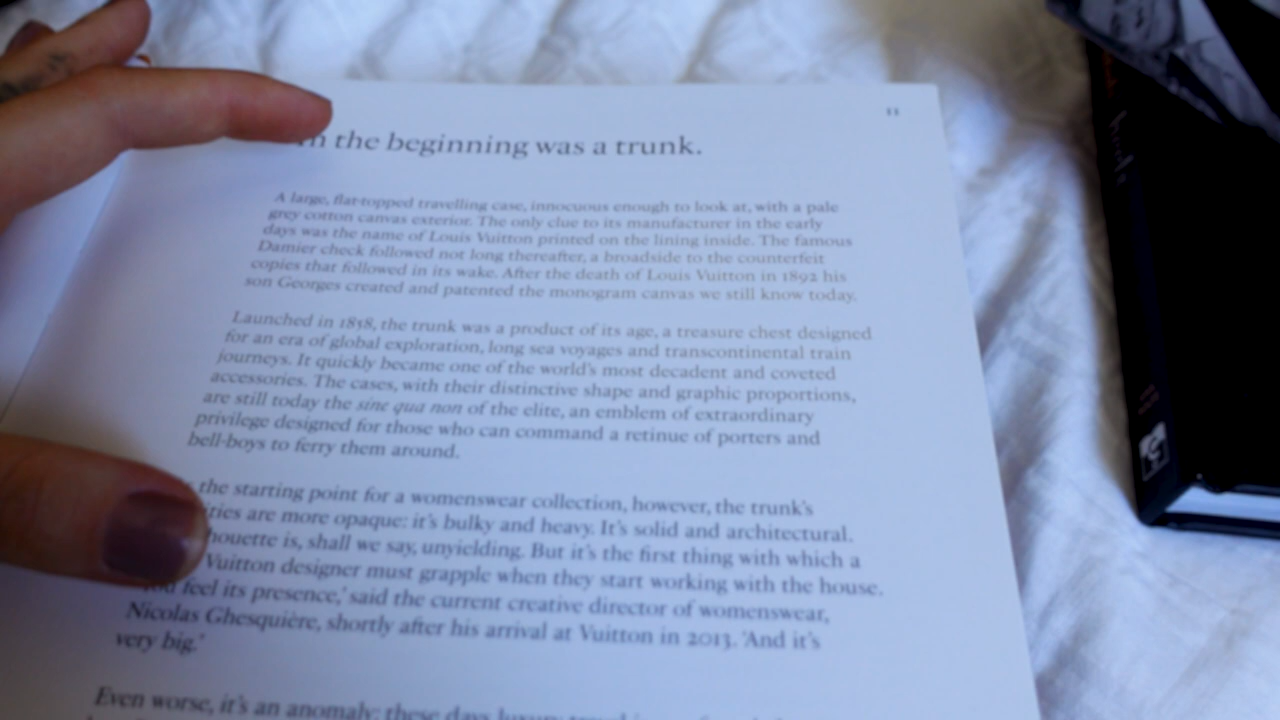 11
In the beginning was a trunk.
A large, flat-topped travelling case, innocuous enough to look at, with a pale
grey cotton canvas exterior. The only clue to its manufacturer in the early
days was the name of Louis Vuitton printed on the lining inside. The famous
Damier check followed not long thereafter, a broadside to the counterfeit
copies that followed in its wake. After the death of Louis Vuitton in 1892 his
son Georges created and patented the monogram canvas we still know today.
Launched in 1858, the trunk was a product of its age, a treasure chest designed
for an era of global exploration, long sea voyages and transcontinental train
journeys. It quickly became one of the world's most decadent and coveted
accessories. The cases, with their distinctive shape and graphic proportions,
are still today the sine qua non of the elite, an emblem of extraordinary
privilege designed for those who can command a retinue of porters and
bell-boys to ferry them around.
the starting point for a womenswear collection, however, the trunk's
ties are more opaque: it's bulky and heavy. It's solid and architectural.
houette is, shall we say, unyielding. But it's the first thing with which a
Vuitton designer must grapple when they start working with the house.
feel its presence,' said the current creative director of womenswear,
Nicolas Ghesquière, shortly after his arrival at Vuitton in 2013. 'And it's
very big.'
Even worse, it's an anomaly: these days luxury